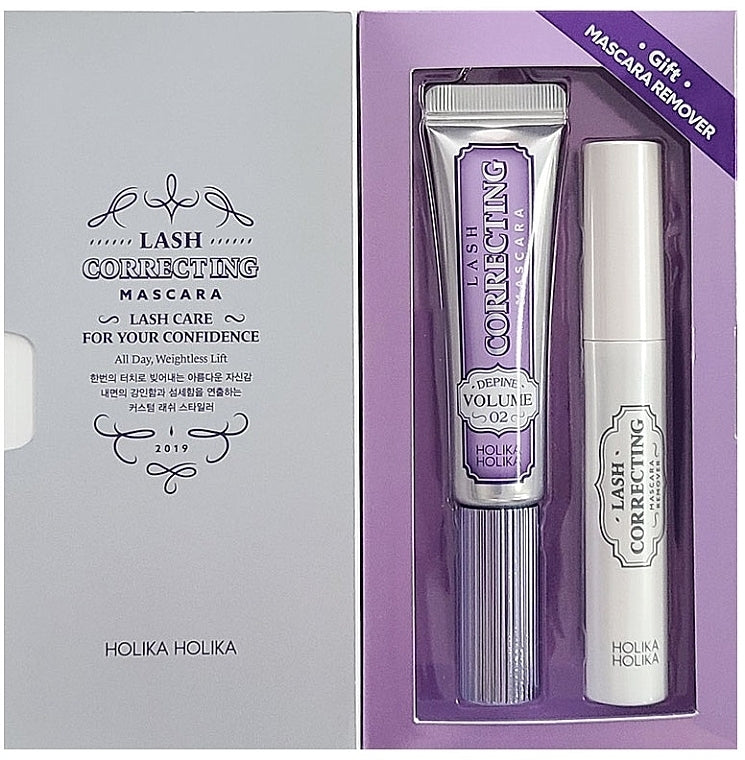 LASH
CORRECTING
MASCARA
LASH CARE
FOR YOUR CONFIDENCE
All Day, Weightless Lift
한번의 터치로 빚어내는 아름다운 자신감
내면의 강인함과 섬세함을 연출하는
커스텀 래쉬 스타일러
2019
HOLIKA HOLIKA
• Gift •
MASCARA REMOVER
LASH
CORRECTING
MASCARA
DEPINE
VOLUME
02
HOLIKA
HOLIKA
LASH
CORRECTING
MASCARA
REMOVER
HOLIKA
HOLIKA